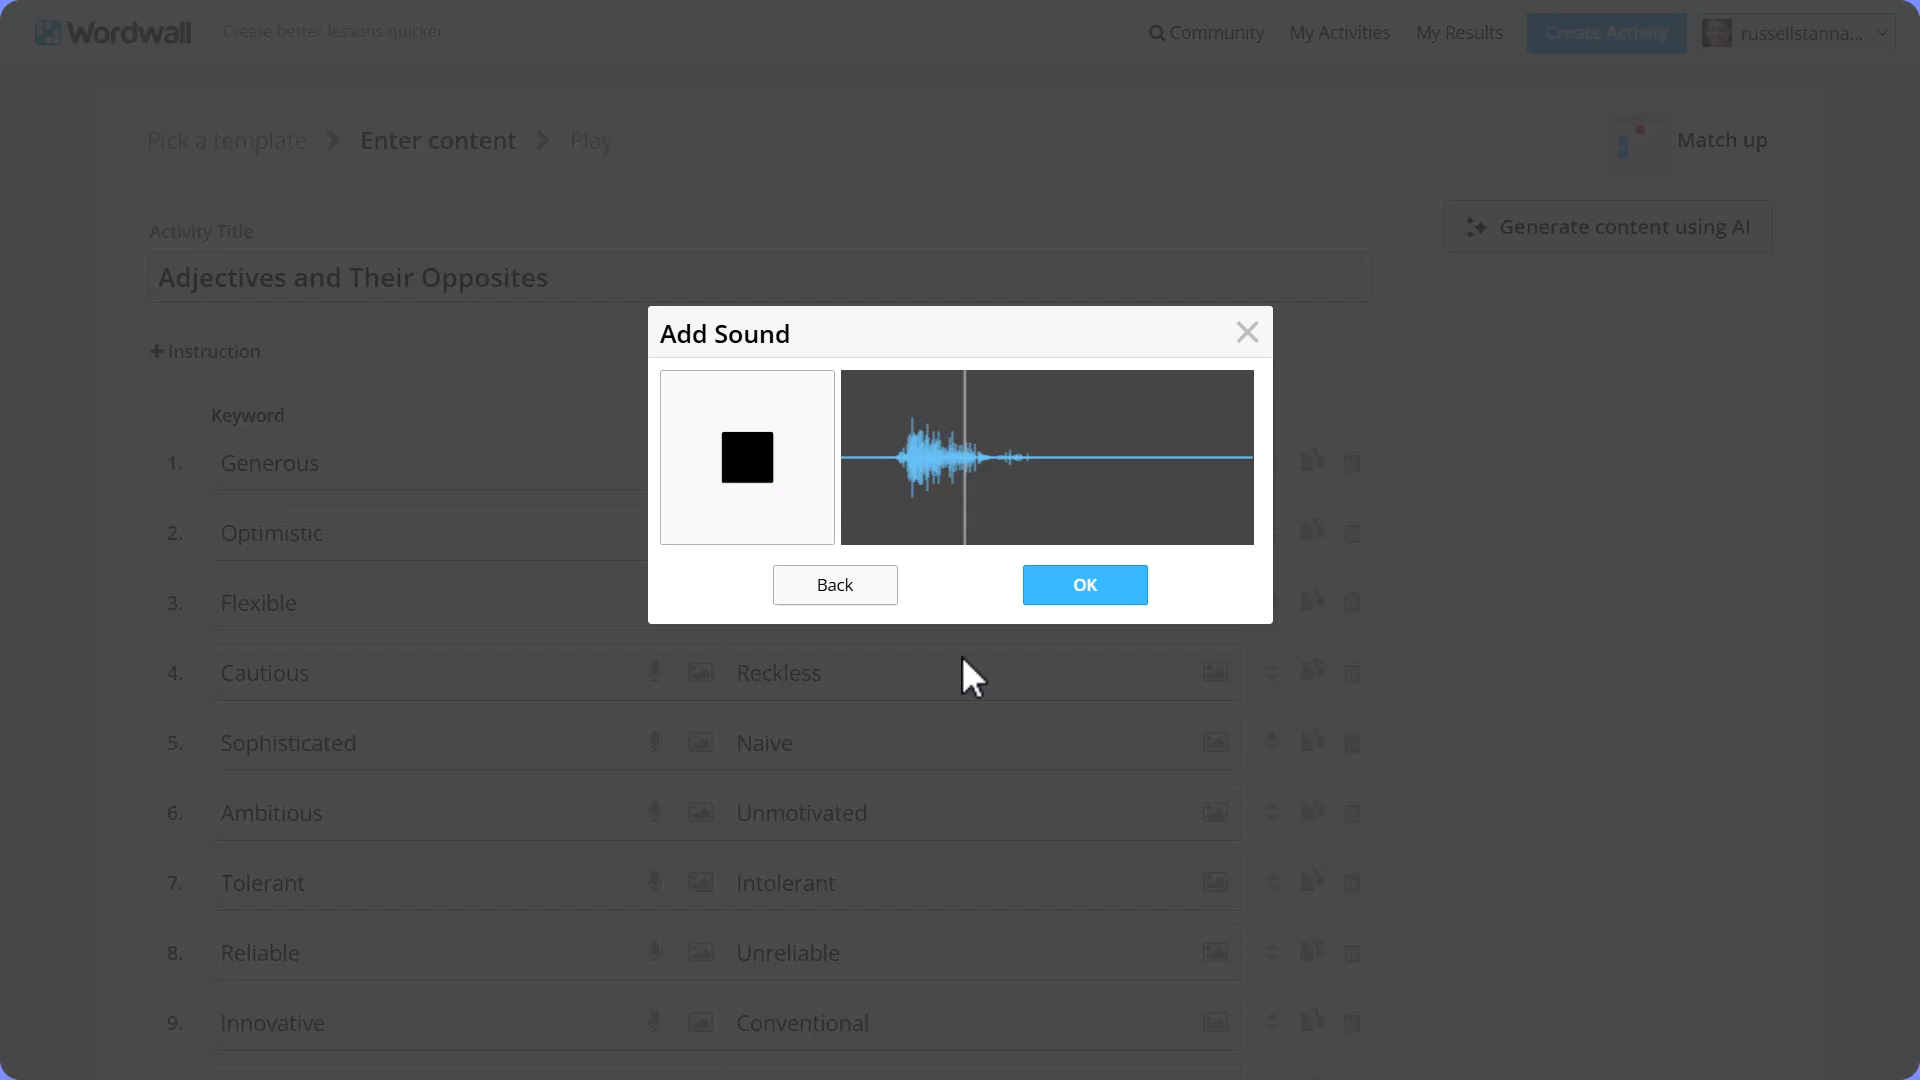 Wordwall
Create better lessons quicker
Community
My Activities
My Results
Create Activity
russellstanna...
Pick a template
Enter content
Play
Match up
Activity Title
Generate content using AI
Adjectives and Their Opposites
Add Sound
Instruction
Keyword
1. Generous
2. Optimistic
3. Flexible
Back
OK
4. Cautious Reckless
5. Sophisticated Naive
6. Ambitious Unmotivated
7. Tolerant Intolerant
8. Reliable Unreliable
9. Innovative Conventional